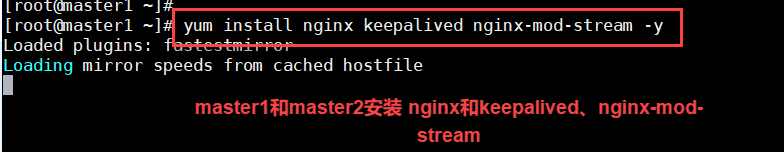 [root@master1 ~]#
[root@master1 ~]# yum install nginx keepalived nginx-mod-stream -y
Loaded plugins: fastestmirror
Loading mirror speeds from cached hostfile
master1和master2安装 nginx和keepalived、nginx-mod-
stream